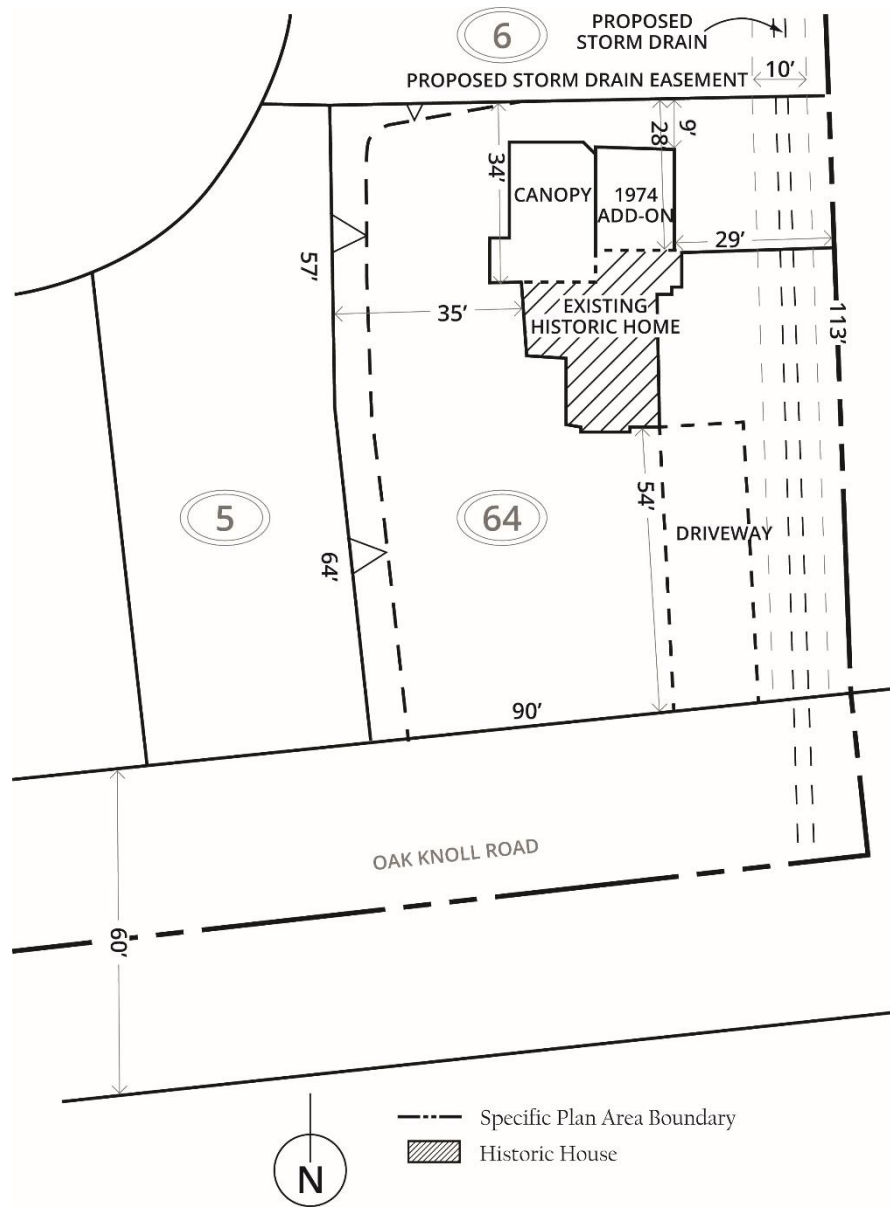 6
PROPOSED
STORM DRAIN
PROPOSED STORM DRAIN EASEMENT
10'
34'
28'
9'
CANOPY
1974
ADD-ON
57'
29'
35'
EXISTING
HISTORIC HOME
113'
5
64
54'
64'
DRIVEWAY
90'
OAK KNOLL ROAD
60'
N
Specific Plan Area Boundary
Historic House